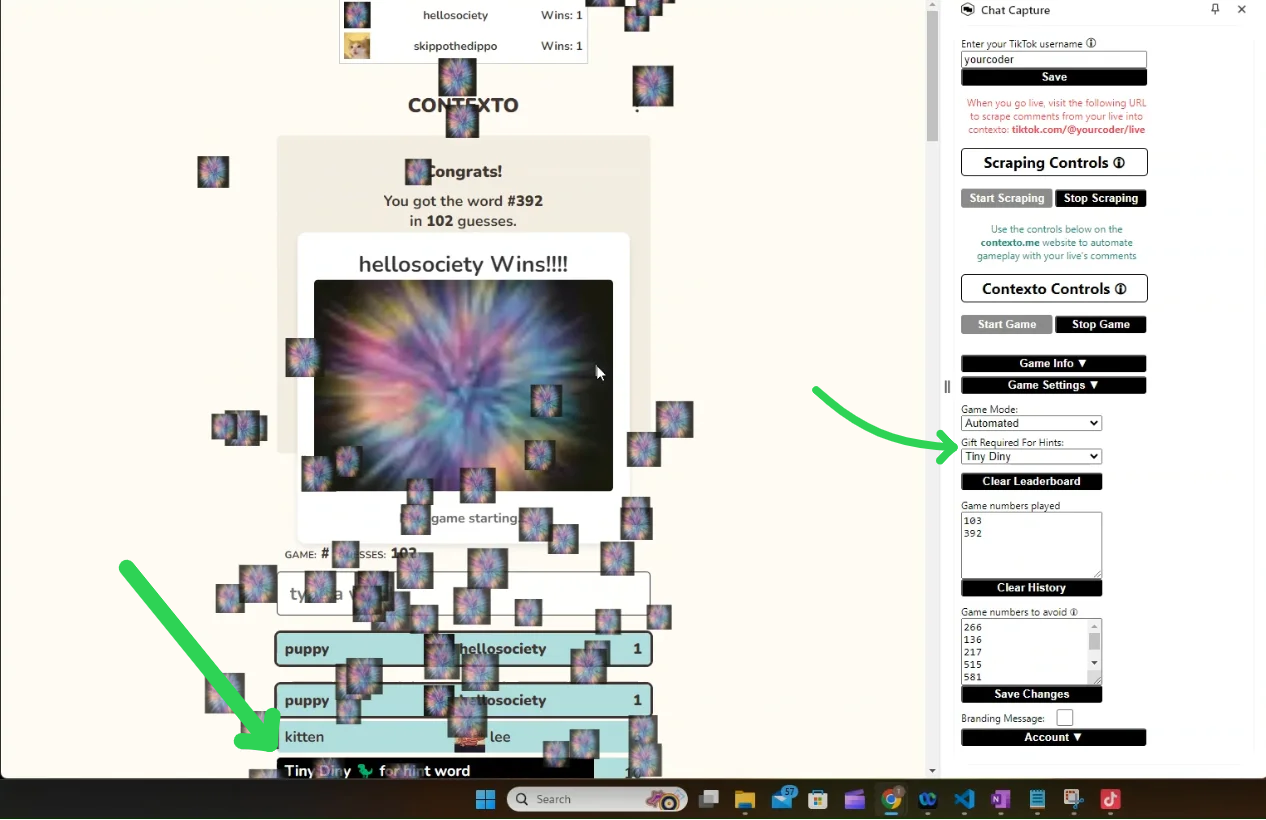 hellosociety Wins: 1
skippothedippo Wins: 1
CONTEXTO
Congrats!
You got the word #392
in 102 guesses.
hellosociety Wins!!!!
game starting
GAME: # ESSES: 102
puppy hellosociety 1
puppy hellosociety 1
kitten lee
Tiny Diny 🦖 for hint word
Search
57
1
Chat Capture
Enter your TikTok username
yourcoder
Save
When you go live, visit the following URL
to scrape comments from your live into
contexto: tiktok.com/@yourcoder/live
Scraping Controls
Start Scraping Stop Scraping
Use the controls below on the
contexto.me website to automate
gameplay with your live's comments
Contexto Controls
Start Game Stop Game
Game Info ▼
Game Settings ▼
Game Mode:
Automated
Gift Required For Hints:
Tiny Diny
Clear Leaderboard
Game numbers played
103
392
Clear History
Game numbers to avoid
266
136
217
515
581
Save Changes
Branding Message:
Account ▼